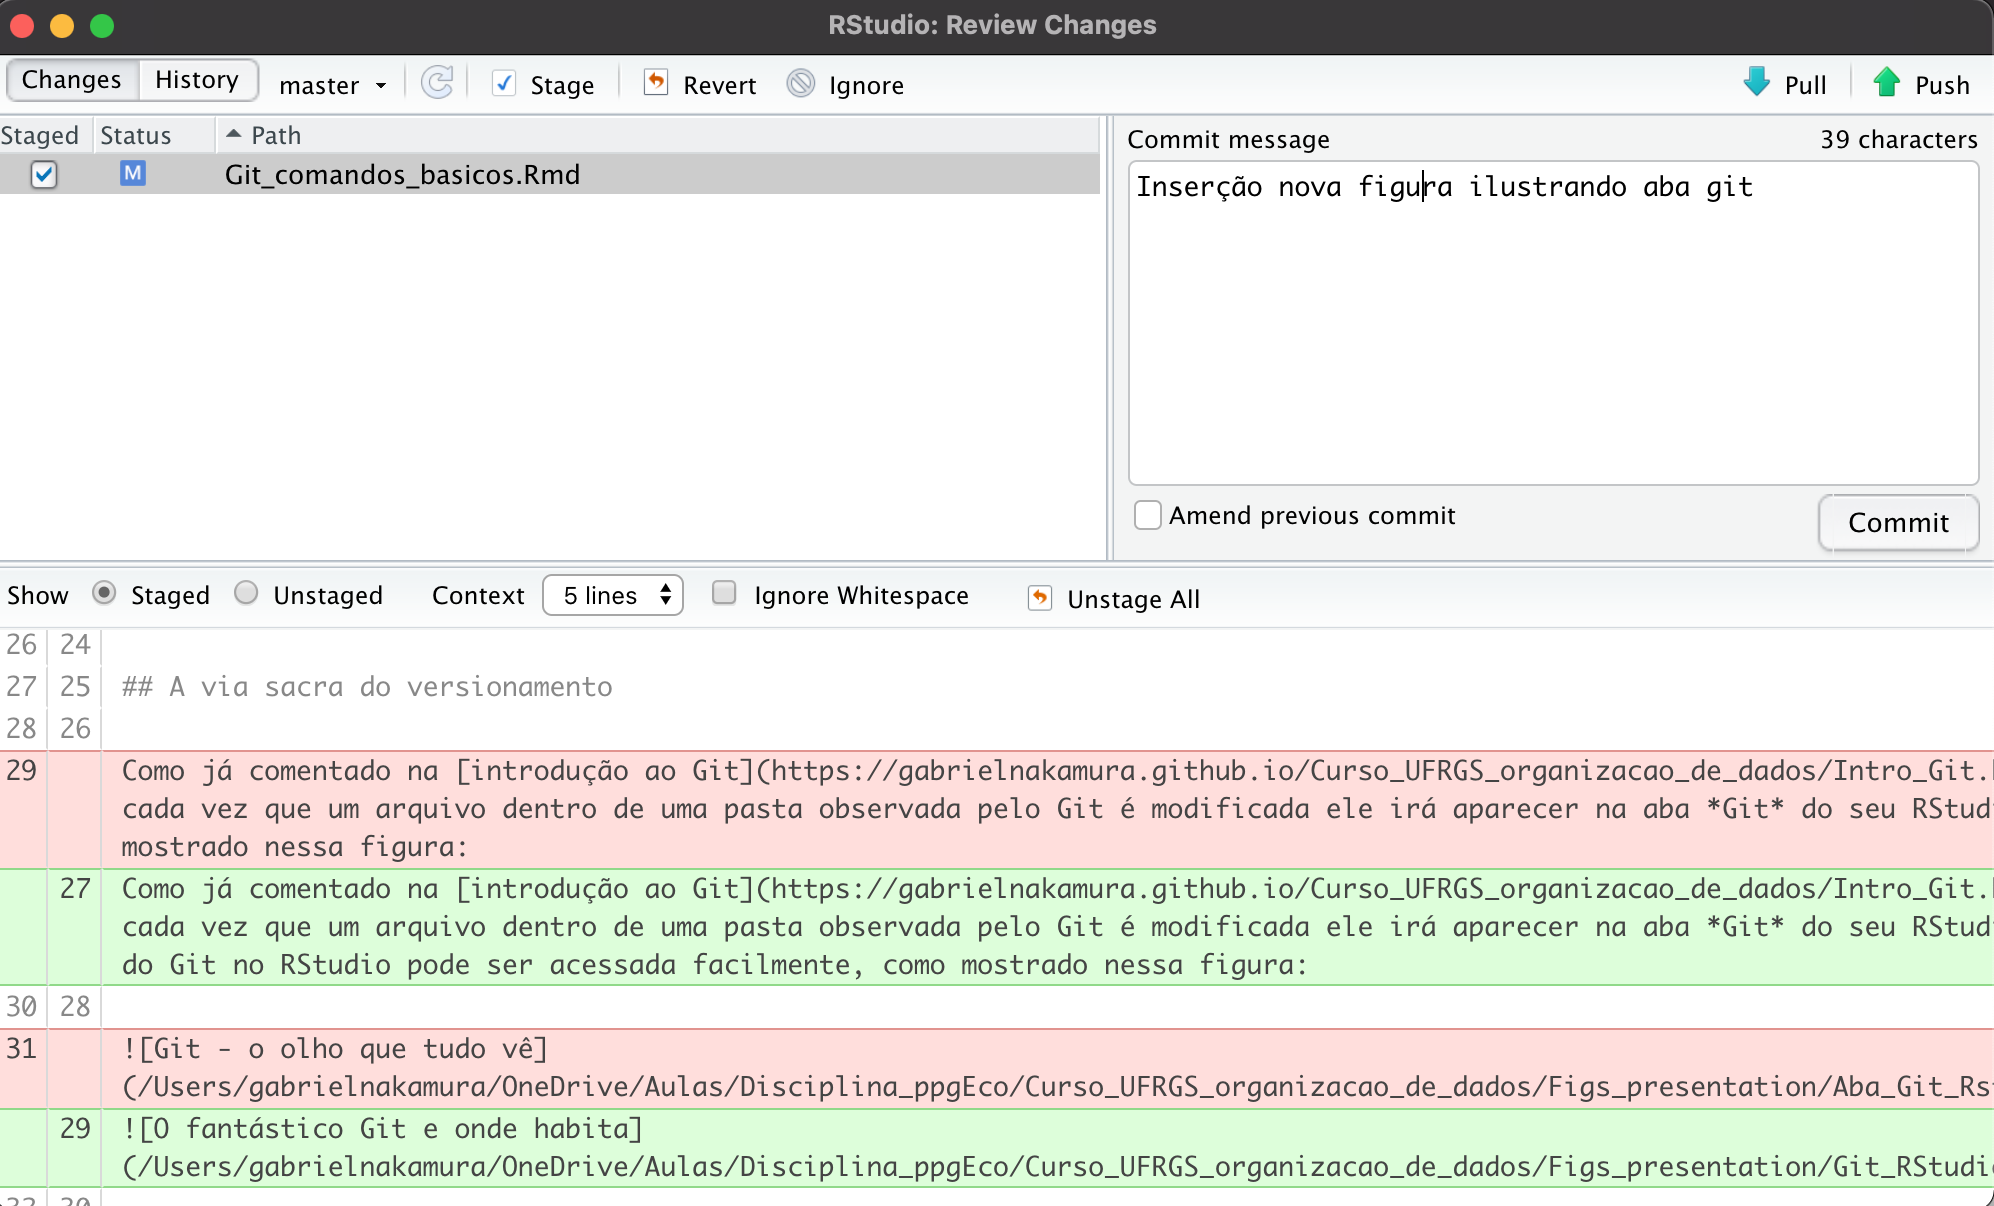 RStudio: Review Changes
Changes History master Stage Revert Ignore Pull Push
Staged Status Path
M Git_comandos_basicos.Rmd
Commit message 39 characters
Inserção nova figura ilustrando aba git
Amend previous commit
Commit
Show Staged Unstaged Context 5 lines Ignore Whitespace Unstage All
26 24
27 25 ## A via sacra do versionamento
28 26
29 Como já comentado na [introdução ao Git](https://gabrielnakamura.github.io/Curso_UFRGS_organizacao_de_dados/Intro_Git.
cada vez que um arquivo dentro de uma pasta observada pelo Git é modificada ele irá aparecer na aba *Git* do seu RStud
mostrado nessa figura:
27 Como já comentado na [introdução ao Git](https://gabrielnakamura.github.io/Curso_UFRGS_organizacao_de_dados/Intro_Git.
cada vez que um arquivo dentro de uma pasta observada pelo Git é modificada ele irá aparecer na aba *Git* do seu RStud
do Git no RStudio pode ser acessada facilmente, como mostrado nessa figura:
30 28
31 ![Git - o olho que tudo vê]
(/Users/gabrielnakamura/OneDrive/Aulas/Disciplina_ppgEco/Curso_UFRGS_organizacao_de_dados/Figs_presentation/Aba_Git_Rs
29 ![O fantástico Git e onde habita]
(/Users/gabrielnakamura/OneDrive/Aulas/Disciplina_ppgEco/Curso_UFRGS_organizacao_de_dados/Figs_presentation/Git_RStudi